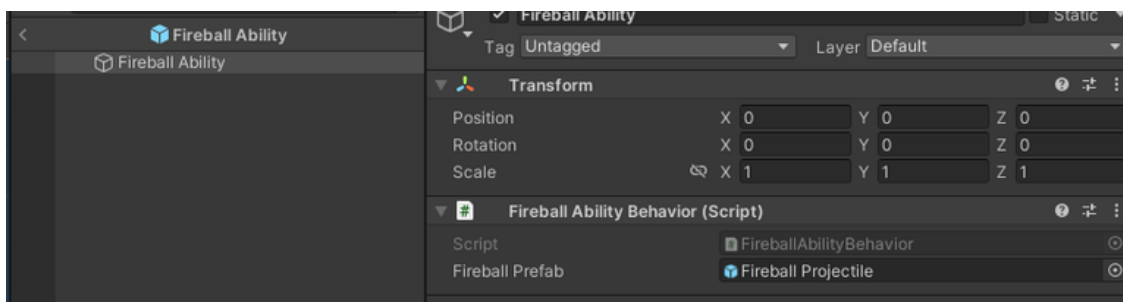 Fireball Ability
Static
Fireball Ability
Tag Untagged Layer Default
Fireball Ability
Transform
Position X 0 Y 0 Z 0
Rotation X 0 Y 0 Z 0
Scale X 1 Y 1 Z 1
# Fireball Ability Behavior (Script)
Script FireballAbilityBehavior
Fireball Prefab Fireball Projectile